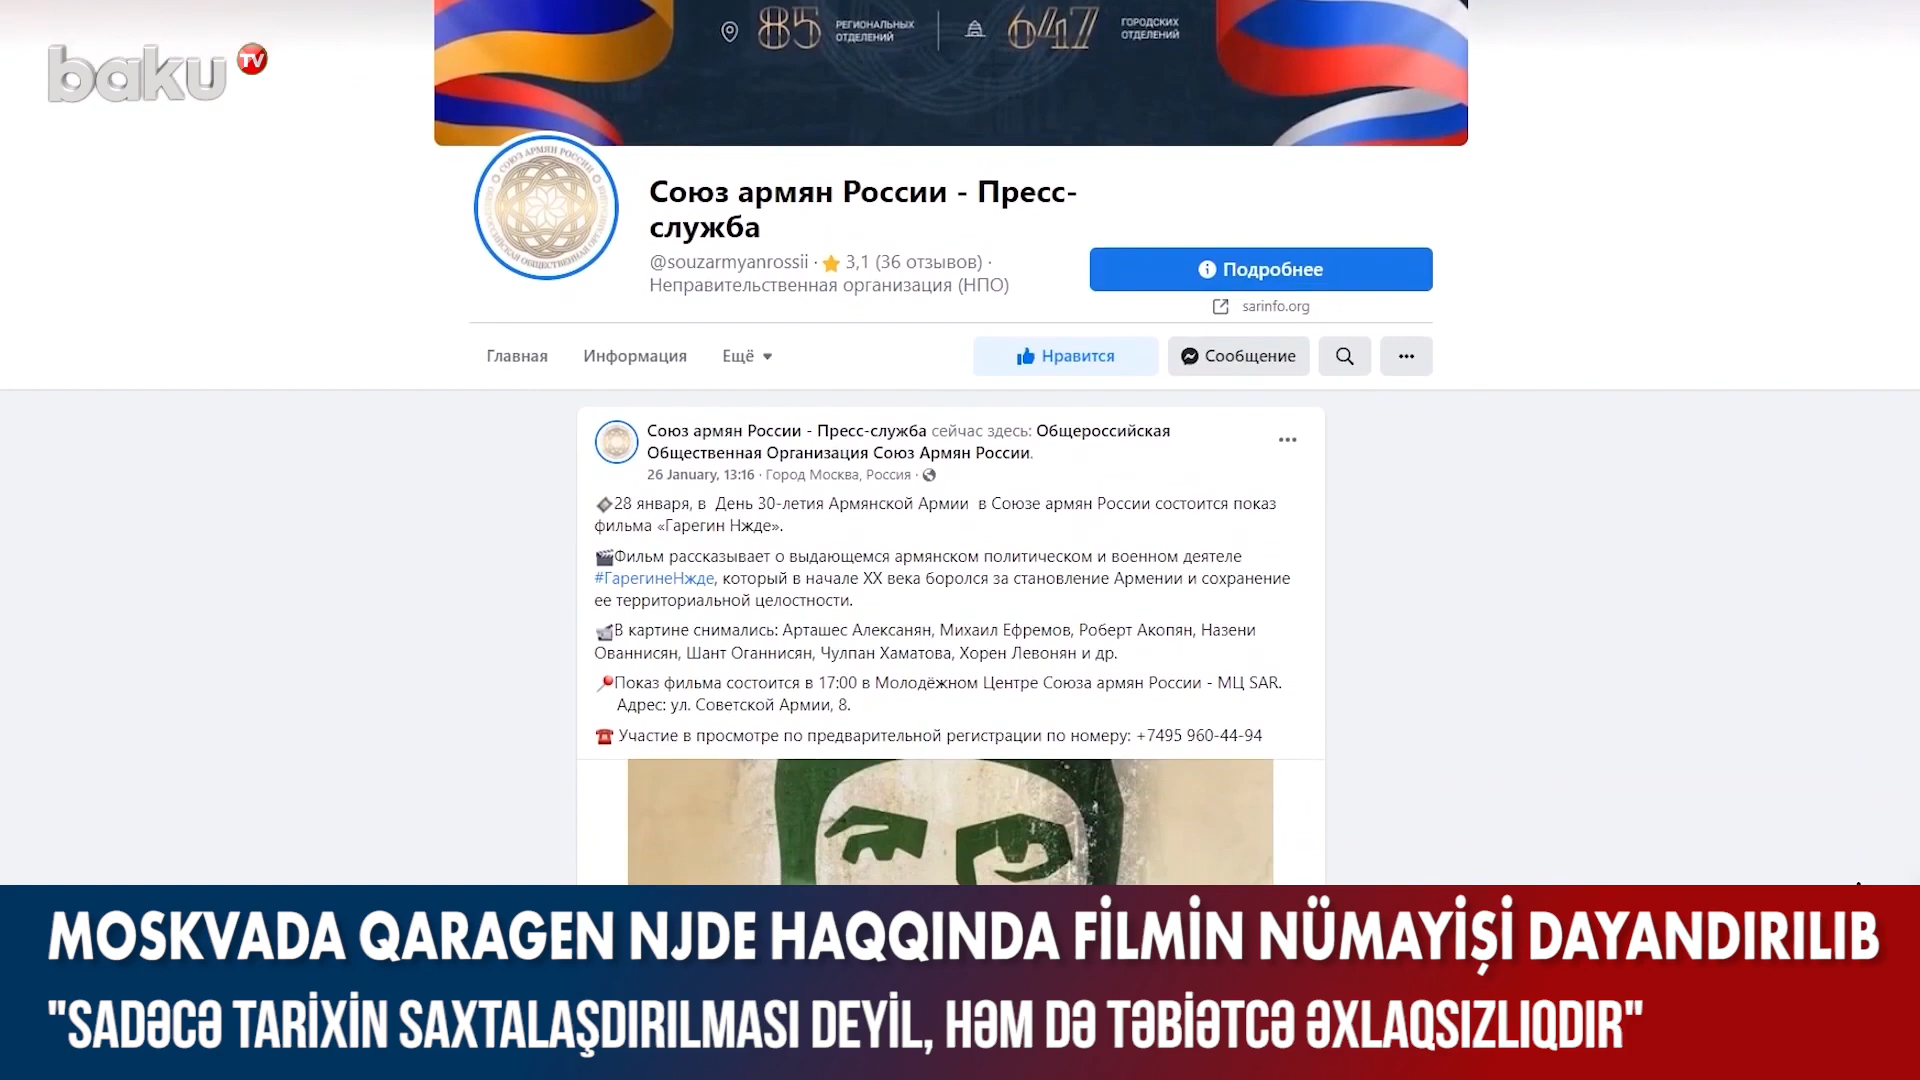 baku TV
85 РЕГИОНАЛЬНЫХ ОТДЕЛЕНИЙ
647 ГОРОДСКИХ ОТДЕЛЕНИЙ
СОЮЗ АРМЯН РОССИИ
ОБЩЕРОССИЙСКАЯ ОБЩЕСТВЕННАЯ ОРГАНИЗАЦИЯ
Союз армян России - Пресс-
служба
@souzarmyanrossii · 3,1 (36 отзывов) ·
Неправительственная организация (НПО)
Подробнее
sarinfo.org
Главная Информация Ещё
Нравится Сообщение
Союз армян России - Пресс-служба сейчас здесь: Общероссийская
Общественная Организация Союз Армян России.
26 January, 13:16 · Город Москва, Россия ·
28 января, в День 30-летия Армянской Армии в Союзе армян России состоится показ
фильма «Гарегин Нжде».
Фильм рассказывает о выдающемся армянском политическом и военном деятеле
#ГарегинеНжде, который в начале XX века боролся за становление Армении и сохранение
ее территориальной целостности.
В картине снимались: Арташес Алексанян, Михаил Ефремов, Роберт Акопян, Назени
Ованнисян, Шант Оганнисян, Чулпан Хаматова, Хорен Левонян и др.
Показ фильма состоится в 17:00 в Молодёжном Центре Союза армян России - МЦ SAR.
Адрес: ул. Советской Армии, 8.
Участие в просмотре по предварительной регистрации по номеру: +7495 960-44-94
MOSKVADA QARAGEN NJDE HAQQINDA FİLMİN NÜMAYİŞİ DAYANDIRILIB
"SADƏCƏ TARİXİN SAXTALAŞDIRILMASI DEYİL, HƏM DƏ TƏBİƏTCƏ ƏXLAQSIZLIQDIR"